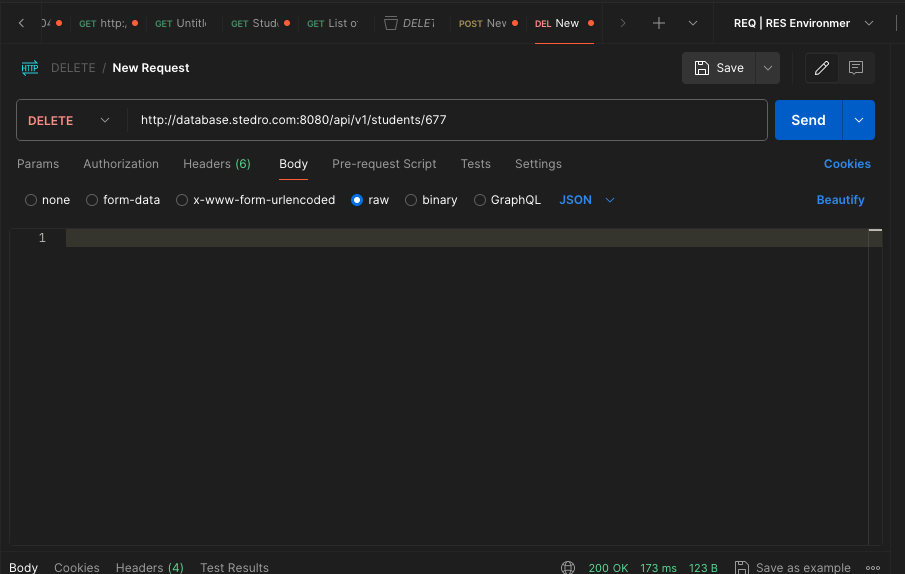 GET http:, GET Untitl GET Stud GET List o DELET POST Nev DEL New REQ | RES Environmer
HTTP DELETE / New Request Save
DELETE http://database.stedro.com:8080/api/v1/students/677 Send
Params Authorization Headers (6) Body Pre-request Script Tests Settings Cookies
none form-data x-www-form-urlencoded raw binary GraphQL JSON Beautify
1
Body Cookies Headers (4) Test Results 200 OK 173 ms 123 B Save as example